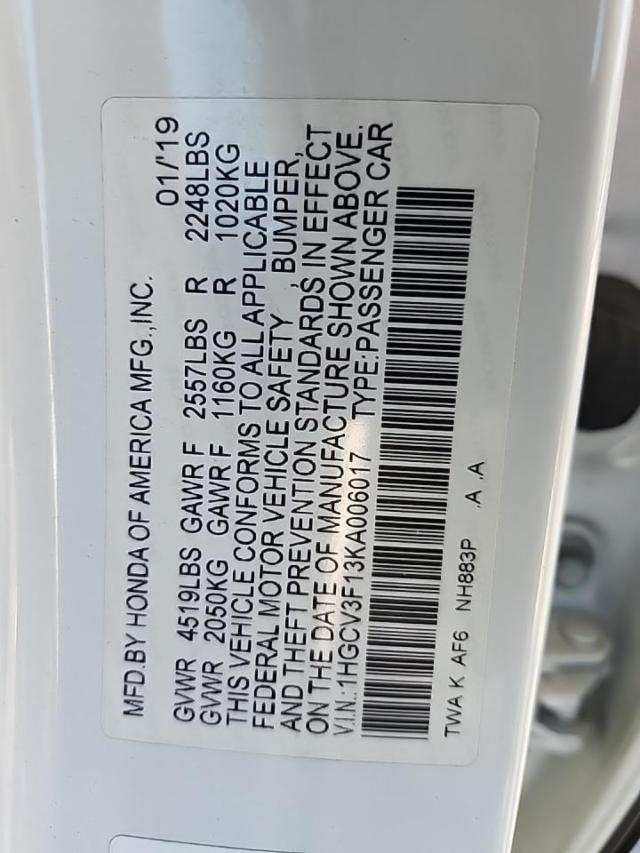 MFD.BY HONDA OF AMERICA MFG.,INC. 01/'19
GVWR 4519LBS GAWR F 2557LBS R 2248LBS
GVWR 2050KG GAWR F 1160KG R 1020KG
THIS VEHICLE CONFORMS TO ALL APPLICABLE
FEDERAL MOTOR VEHICLE SAFETY , BUMPER,
AND THEFT PREVENTION STANDARDS IN EFFECT
ON THE DATE OF MANUFACTURE SHOWN ABOVE.
V.I.N.:1HGCV3F13KA006017 TYPE:PASSENGER CAR
TWA K AF6 NH883P .A .A